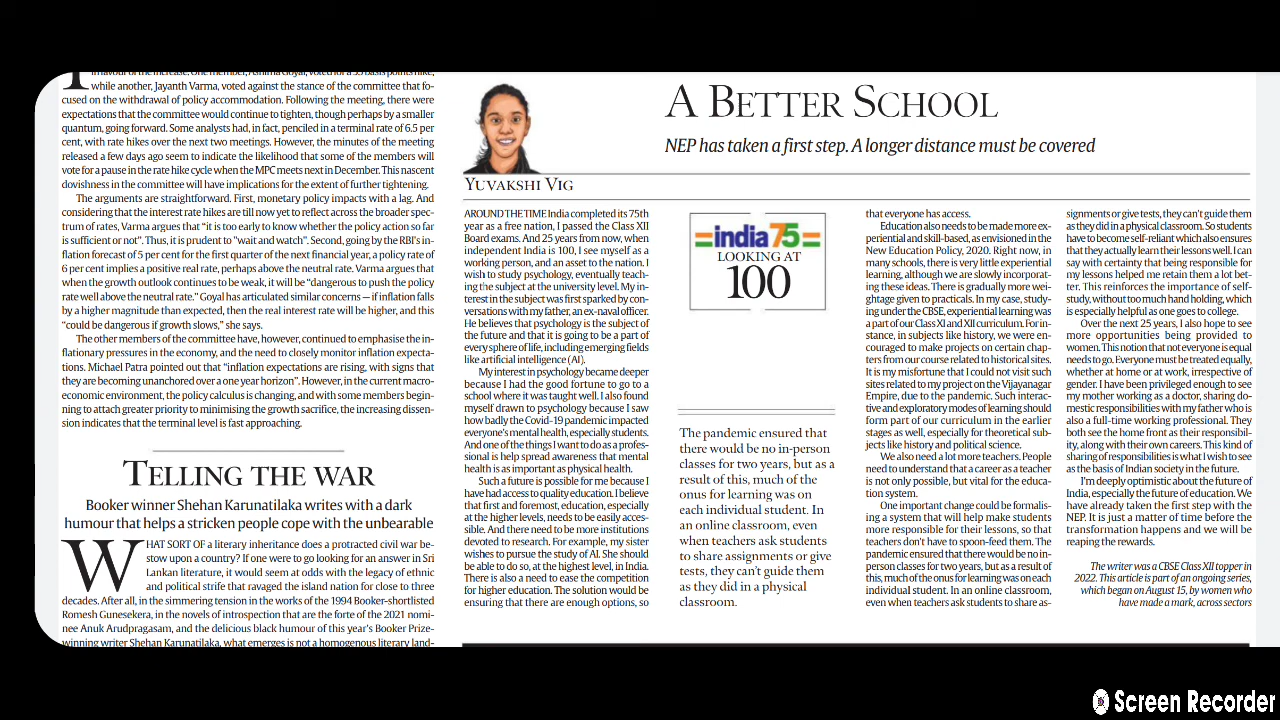 while another, Jayanth Varma, voted against the stance of the committee that fo-
cused on the withdrawal of policy accommodation. Following the meeting, there were
expectations that the committee would continue to tighten, though perhaps by a smaller
quantum, going forward. Some analysts had, in fact, penciled in a terminal rate of 6.5 per
cent, with rate hikes over the next two meetings. However, the minutes of the meeting
released a few days ago seem to indicate the likelihood that some of the members will
vote for a pause in the rate hike cycle when the MPC meets next in December. This nascent
dovishness in the committee will have implications for the extent of further tightening.
The arguments are straightforward. First, monetary policy impacts with a lag. And
considering that the interest rate hikes are till now yet to reflect across the broader spec-
trum of rates, Varma argues that “it is too early to know whether the policy action so far
is sufficient or not”. Thus, it is prudent to “wait and watch”. Second, going by the RBI’s in-
flation forecast of 5 per cent for the first quarter of the next financial year, a policy rate of
6 per cent implies a positive real rate, perhaps above the neutral rate. Varma argues that
when the growth outlook continues to be weak, it will be “dangerous to push the policy
rate well above the neutral rate.” Goyal has articulated similar concerns — if inflation falls
by a higher magnitude than expected, then the real interest rate will be higher, and this
“could be dangerous if growth slows,” she says.
The other members of the committee have, however, continued to emphasise the in-
flationary pressures in the economy, and the need to closely monitor inflation expecta-
tions. Michael Patra pointed out that “inflation expectations are rising, with signs that
they are becoming unanchored over a one year horizon”. However, in the current macro-
economic environment, the policy calculus is changing, and with some members begin-
ning to attach greater priority to minimising the growth sacrifice, the increasing dissen-
sion indicates that the terminal level is fast approaching.
TELLING THE WAR
Booker winner Shehan Karunatilaka writes with a dark
humour that helps a stricken people cope with the unbearable
WHAT SORT OF a literary inheritance does a protracted civil war be-
stow upon a country? If one were to go looking for an answer in Sri
Lankan literature, it would seem at odds with the legacy of ethnic
and political strife that ravaged the island nation for close to three
decades. After all, in the simmering tension in the works of the 1994 Booker-shortlisted
Romesh Gunesekera, in the novels of introspection that are the forte of the 2021 nomi-
nee Anuk Arudpragasam, and the delicious black humour of this year’s Booker Prize-
winning writer Shehan Karunatilaka, what emerges is not a homogenous literary land-
A BETTER SCHOOL
NEP has taken a first step. A longer distance must be covered
YUVAKSHI VIG
AROUND THE TIME India completed its 75th
year as a free nation, I passed the Class XII
Board exams. And 25 years from now, when
independent India is 100, I see myself as a
working person, and an asset to the nation. I
wish to study psychology, eventually teach-
ing the subject at the university level. My in-
terest in the subject was first sparked by con-
versations with my father, an ex-naval officer.
He believes that psychology is the subject of
the future and that it is going to be a part of
every sphere of life, including emerging fields
like artificial intelligence (AI).
My interest in psychology became deeper
because I had the good fortune to go to a
school where it was taught well. I also found
myself drawn to psychology because I saw
how badly the Covid-19 pandemic impacted
everyone’s mental health, especially students.
And one of the things I want to do as a profes-
sional is help spread awareness that mental
health is as important as physical health.
Such a future is possible for me because I
have had access to quality education. I believe
that first and foremost, education, especially
at the higher levels, needs to be easily acces-
sible. And there need to be more institutions
devoted to research. For example, my sister
wishes to pursue the study of AI. She should
be able to do so, at the highest level, in India.
There is also a need to ease the competition
for higher education. The solution would be
ensuring that there are enough options, so
india 75
LOOKING AT
100
The pandemic ensured that
there would be no in-person
classes for two years, but as a
result of this, much of the
onus for learning was on
each individual student. In
an online classroom, even
when teachers ask students
to share assignments or give
tests, they can’t guide them
as they did in a physical
classroom.
that everyone has access.
Education also needs to be made more ex-
periential and skill-based, as envisioned in the
New Education Policy, 2020. Right now, in
many schools, there is very little experiential
learning, although we are slowly incorporat-
ing these ideas. There is gradually more wei-
ghtage given to practicals. In my case, study-
ing under the CBSE, experiential learning was
a part of our Class XI and XII curriculum. For in-
stance, in subjects like history, we were en-
couraged to make projects on certain chap-
ters from our course related to historical sites.
It is my misfortune that I could not visit such
sites related to my project on the Vijayanagar
Empire, due to the pandemic. Such interac-
tive and exploratory modes of learning should
form part of our curriculum in the earlier
stages as well, especially for theoretical sub-
jects like history and political science.
We also need a lot more teachers. People
need to understand that a career as a teacher
is not only possible, but vital for the educa-
tion system.
One important change could be formalis-
ing a system that will help make students
more responsible for their lessons, so that
teachers don’t have to spoon-feed them. The
pandemic ensured that there would be no in-
person classes for two years, but as a result of
this, much of the onus for learning was on each
individual student. In an online classroom,
even when teachers ask students to share as-
signments or give tests, they can’t guide them
as they did in a physical classroom. So students
have to become self-reliant which also ensures
that they actually learn their lessons well. I can
say with certainty that being responsible for
my lessons helped me retain them a lot bet-
ter. This reinforces the importance of self-
study, without too much hand holding, which
is especially helpful as one goes to college.
Over the next 25 years, I also hope to see
more opportunities being provided to
women. This notion that not everyone is equal
needs to go. Everyone must be treated equally,
whether at home or at work, irrespective of
gender. I have been privileged enough to see
my mother working as a doctor, sharing do-
mestic responsibilities with my father who is
also a full-time working professional. They
both see the home front as their responsibil-
ity, along with their own careers. This kind of
sharing of responsibilities is what I wish to see
as the basis of Indian society in the future.
I’m deeply optimistic about the future of
India, especially the future of education. We
have already taken the first step with the
NEP. It is just a matter of time before the
transformation happens and we will be
reaping the rewards.
The writer was a CBSE Class XII topper in
2022. This article is part of an ongoing series,
which began on August 15, by women who
have made a mark, across sectors
Screen Recorder